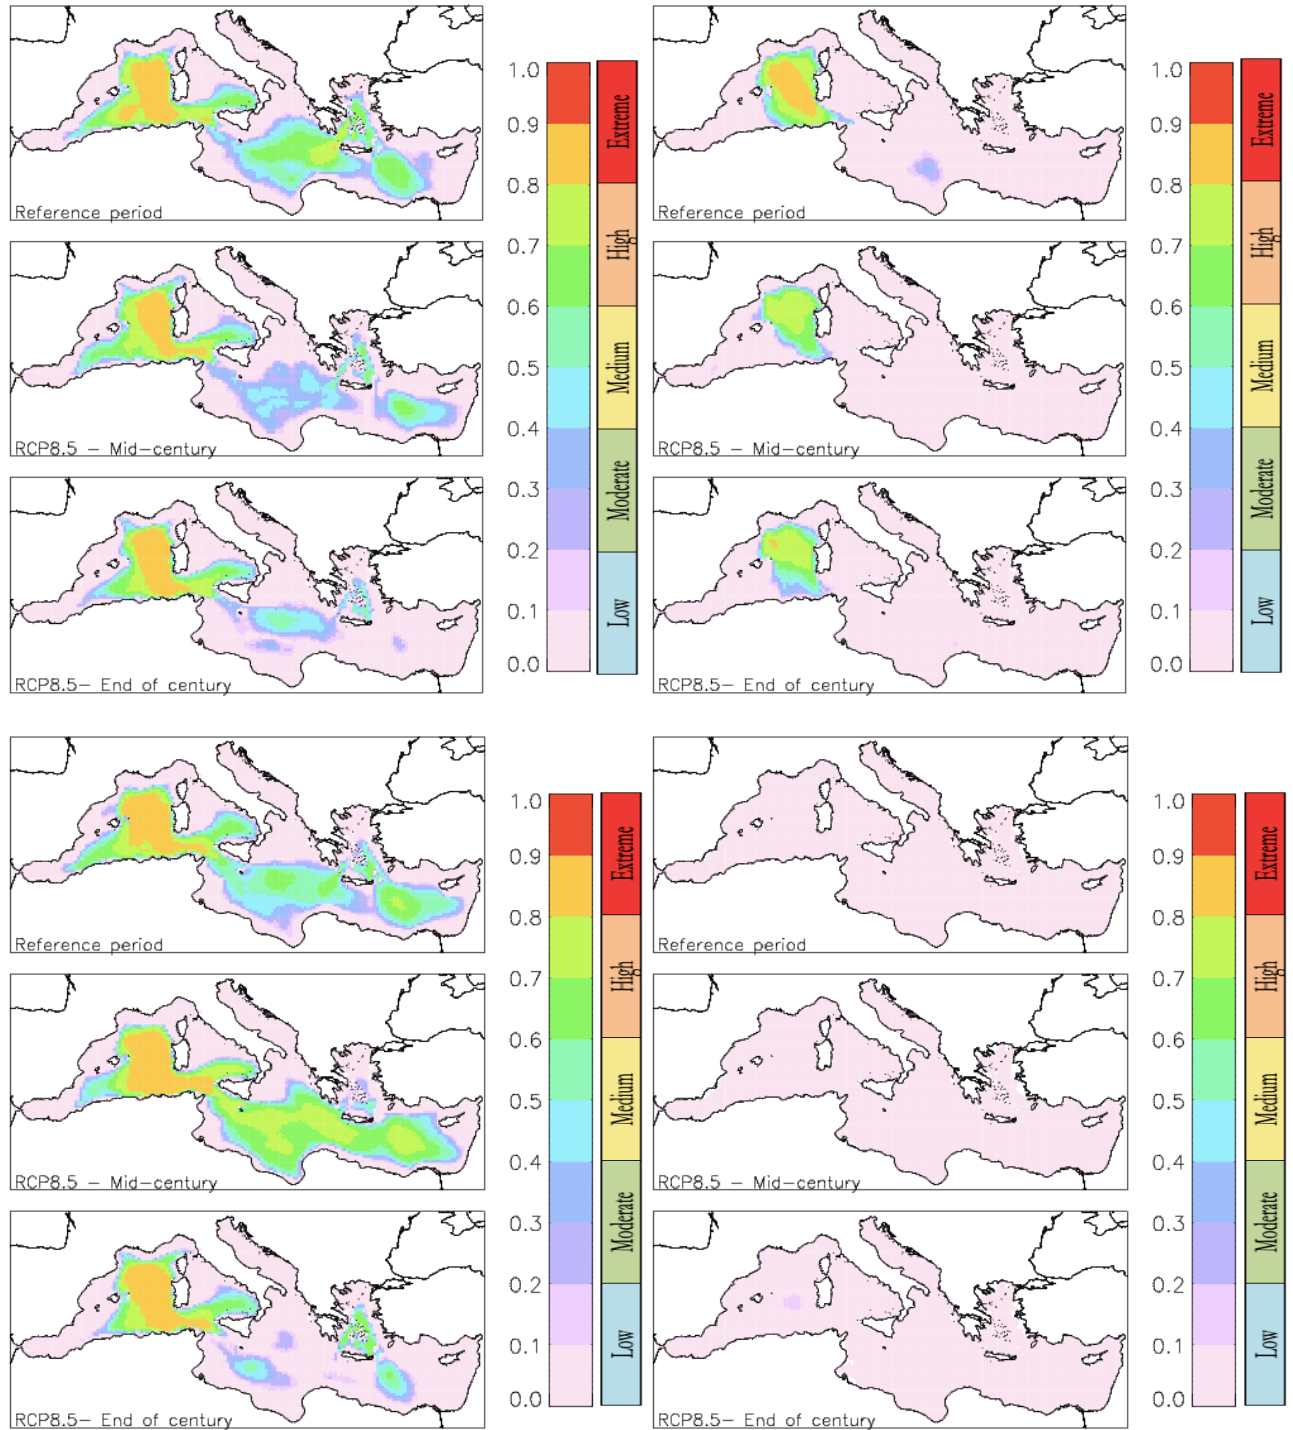 Reference period
RCP8.5 – Mid-century
RCP8.5– End of century
1.0
0.9
0.8
0.7
0.6
0.5
0.4
0.3
0.2
0.1
0.0
Extreme
High
Medium
Moderate
Low
Reference period
RCP8.5 – Mid-century
RCP8.5– End of century
1.0
0.9
0.8
0.7
0.6
0.5
0.4
0.3
0.2
0.1
0.0
Extreme
High
Medium
Moderate
Low
Reference period
RCP8.5 – Mid-century
RCP8.5– End of century
1.0
0.9
0.8
0.7
0.6
0.5
0.4
0.3
0.2
0.1
0.0
Extreme
High
Medium
Moderate
Low
Reference period
RCP8.5 – Mid-century
RCP8.5– End of century
1.0
0.9
0.8
0.7
0.6
0.5
0.4
0.3
0.2
0.1
0.0
Extreme
High
Medium
Moderate
Low